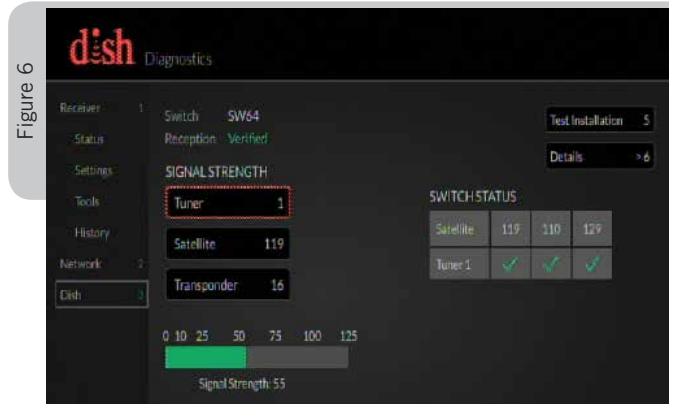 Figure 6
dish Diagnostics
Receiver 1
Status
Settings
Tools
History
Network 2
Dish 3
Switch SW64
Reception Verified
SIGNAL STRENGTH
Tuner 1
Satellite 119
Transponder 16
0 10 25 50 75 100 125
Signal Strength: 55
Test Installation 5
Details >6
SWITCH STATUS
Satellite 119 110 129
Tuner 1 ✓ ✓ ✓